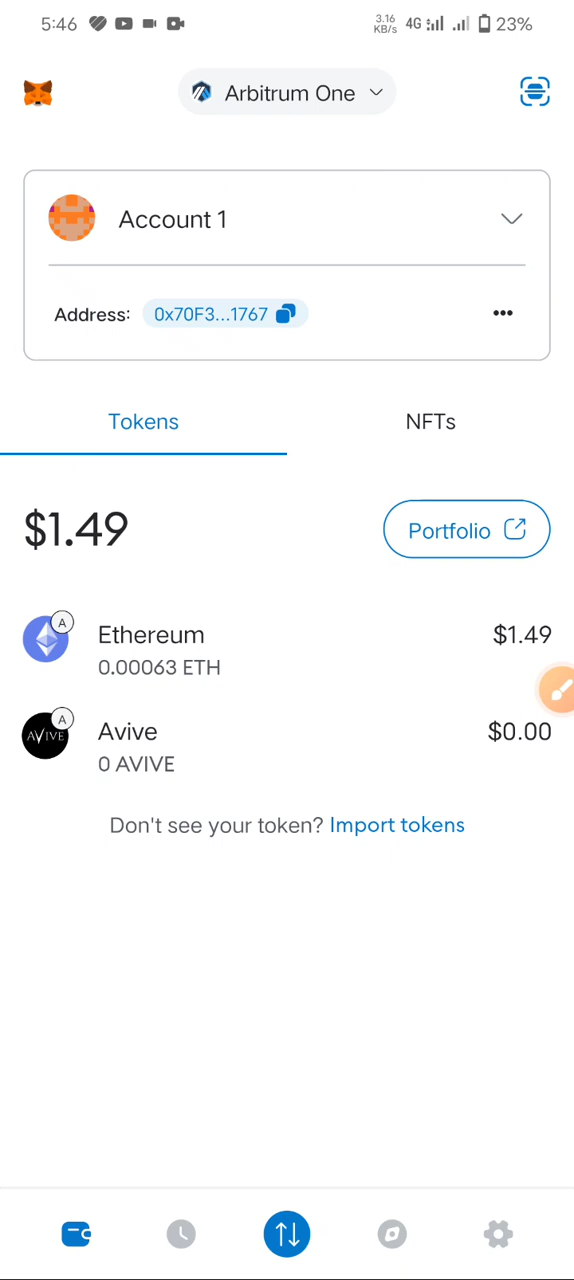 5:46 3.16 KB/s 4G 23%
Arbitrum One
Account 1
Address: 0x70F3...1767
Tokens NFTs
$1.49 Portfolio
A
Ethereum $1.49
0.00063 ETH
A
AVIVE
Avive $0.00
0 AVIVE
Don't see your token? Import tokens